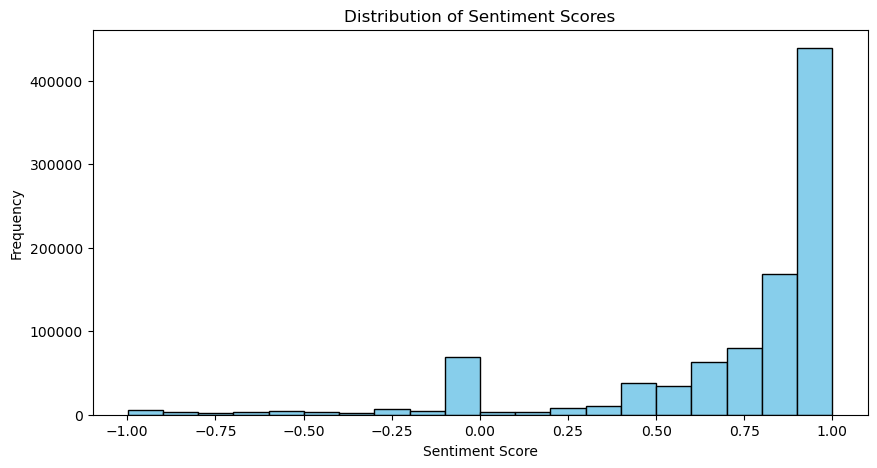 Distribution of Sentiment Scores
400000
300000
200000
100000
0
Frequency
−1.00 −0.75 −0.50 −0.25 0.00 0.25 0.50 0.75 1.00
Sentiment Score